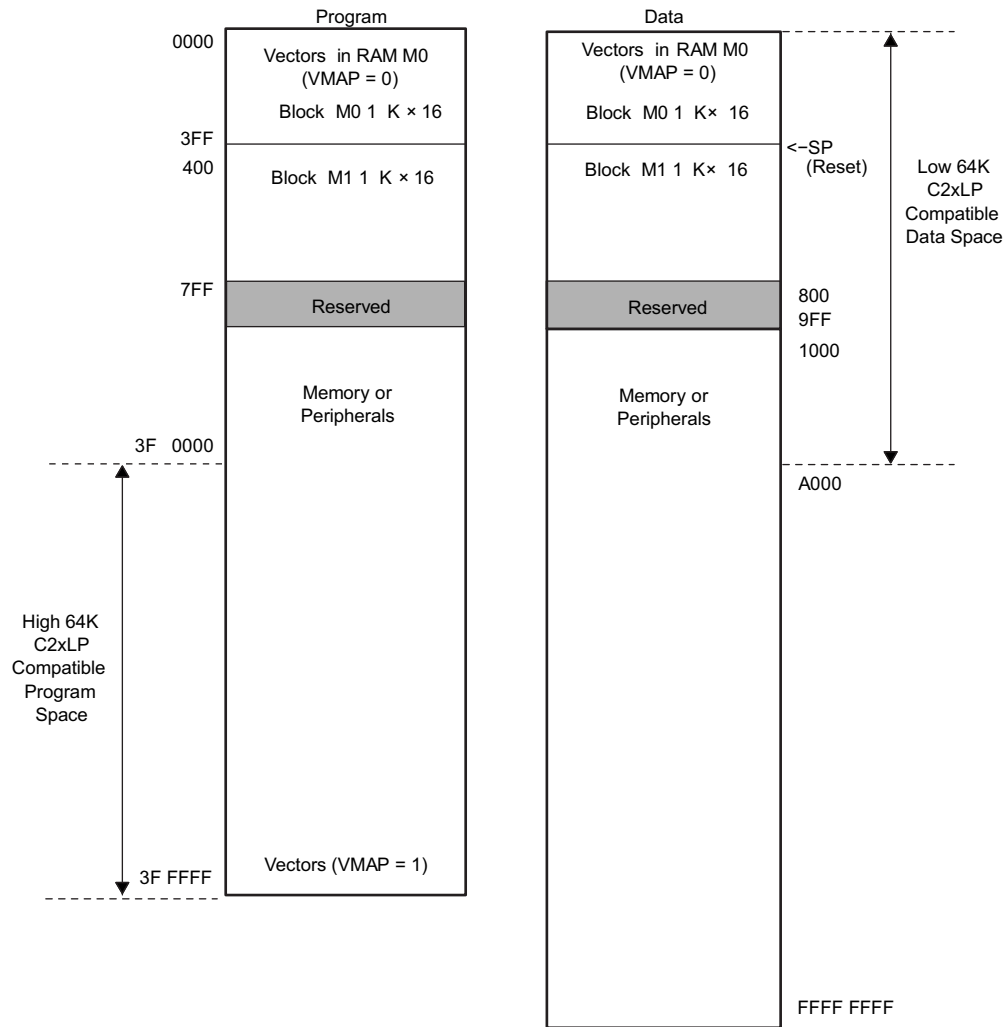 Program
Data
0000
Vectors in RAM M0
(VMAP = 0)
Block M0 1 K × 16
3FF
400
Block M1 1 K × 16
7FF
Reserved
Memory or
Peripherals
3F 0000
High 64K
C2xLP
Compatible
Program
Space
Vectors (VMAP = 1)
3F FFFF
Vectors in RAM M0
(VMAP = 0)
Block M0 1 K× 16
<−SP
(Reset)
Block M1 1 K× 16
Low 64K
C2xLP
Compatible
Data Space
Reserved
800
9FF
1000
Memory or
Peripherals
A000
FFFF FFFF